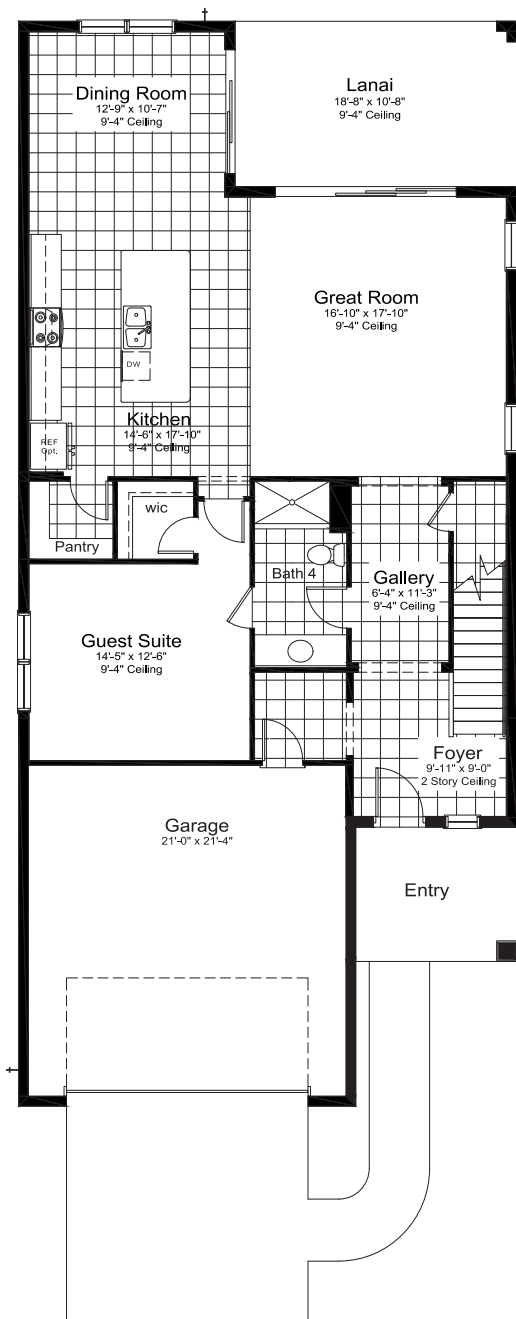 Dining Room
12'-9" x 10'-7"
9'-4" Ceiling
Lanai
18'-8" x 10'-8"
9'-4" Ceiling
Great Room
16'-10" x 17'-10"
9'-4" Ceiling
DW
Kitchen
14'-6" x 17'-10"
9'-4" Ceiling
REF
Opt.
wic
Pantry
Bath 4
Gallery
6'-4" x 11'-3"
9'-4" Ceiling
Guest Suite
14'-5" x 12'-6"
9'-4" Ceiling
Foyer
9'-11" x 9'-0"
2 Story Ceiling
Garage
21'-0" x 21'-4"
Entry